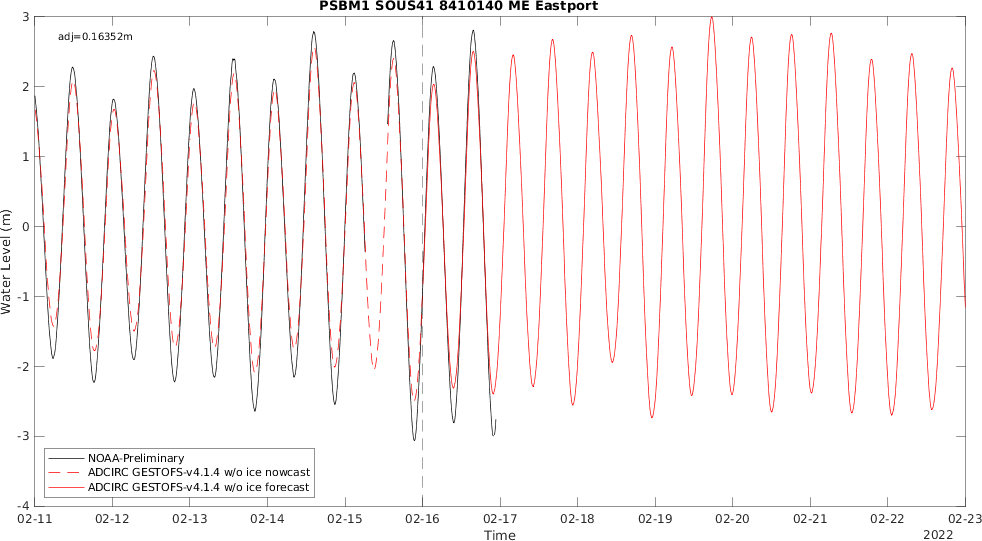 PSBM1 SOUS41 8410140 ME Eastport
adj=0.16352m
3
2
1
0
-1
-2
-3
-4
Water Level (m)
NOAA-Preliminary
ADCIRC GESTOFS-v4.1.4 w/o ice nowcast
ADCIRC GESTOFS-v4.1.4 w/o ice forecast
02-11 02-12 02-13 02-14 02-15 02-16 02-17 02-18 02-19 02-20 02-21 02-22 02-23
Time
2022